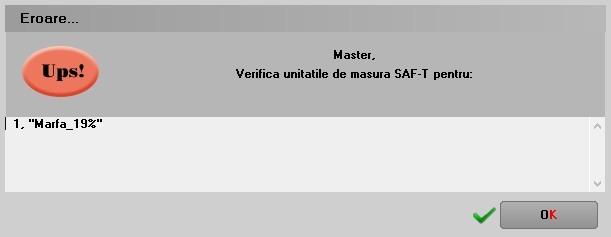 Eroare...
Ups!
Master,
Verifica unitatile de masura SAF-T pentru:
1, "Marfa_19%"
OK